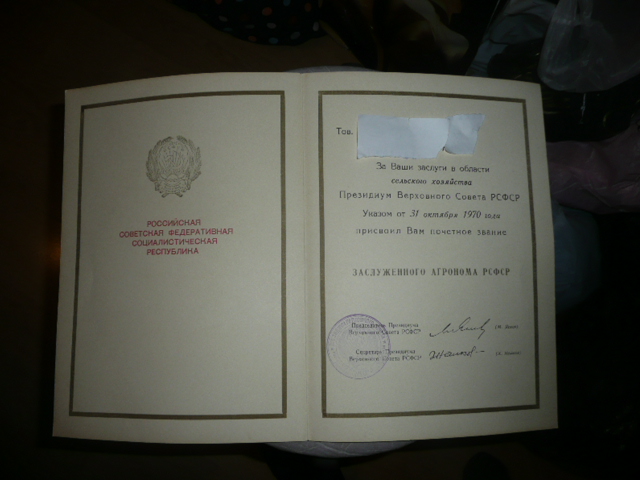 РОССИЙСКАЯ
СОВЕТСКАЯ ФЕДЕРАТИВНАЯ
СОЦИАЛИСТИЧЕСКАЯ
РЕСПУБЛИКА
Тов.
За Ваши заслуги в области
сельского хозяйства
Президиум Верховного Совета РСФСР
Указом от 31 октября 1970 года
присвоил Вам почетное звание
ЗАСЛУЖЕННОГО АГРОНОМА РСФСР
Председатель Президиума
Верховного Совета РСФСР
Секретарь Президиума
Верховного Совета РСФСР